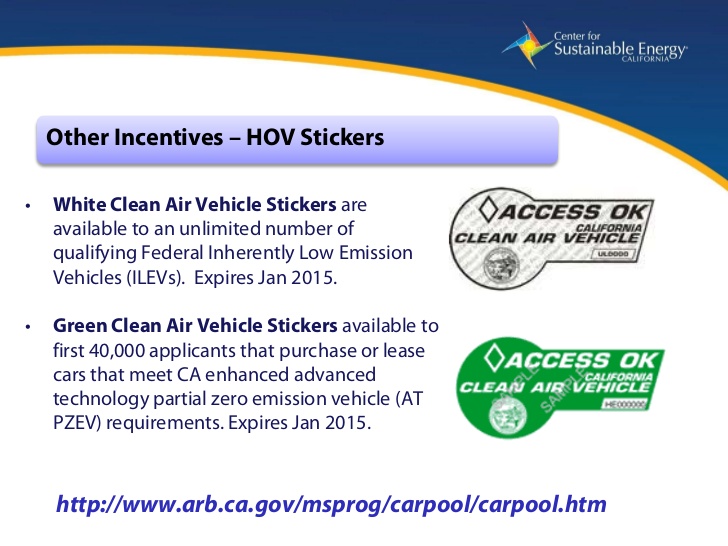 Center for
Sustainable Energy®
CALIFORNIA
Other Incentives – HOV Stickers
• White Clean Air Vehicle Stickers are
available to an unlimited number of
qualifying Federal Inherently Low Emission
Vehicles (ILEVs). Expires Jan 2015.
ACCESS OK
CALIFORNIA
CLEAN AIR VEHICLE
UL0000
• Green Clean Air Vehicle Stickers available to
first 40,000 applicants that purchase or lease
cars that meet CA enhanced advanced
technology partial zero emission vehicle (AT
PZEV) requirements. Expires Jan 2015.
ACCESS OK
CALIFORNIA
CLEAN AIR VEHICLE
SAMPLE
SAMPLE
HE000000
http://www.arb.ca.gov/msprog/carpool/carpool.htm